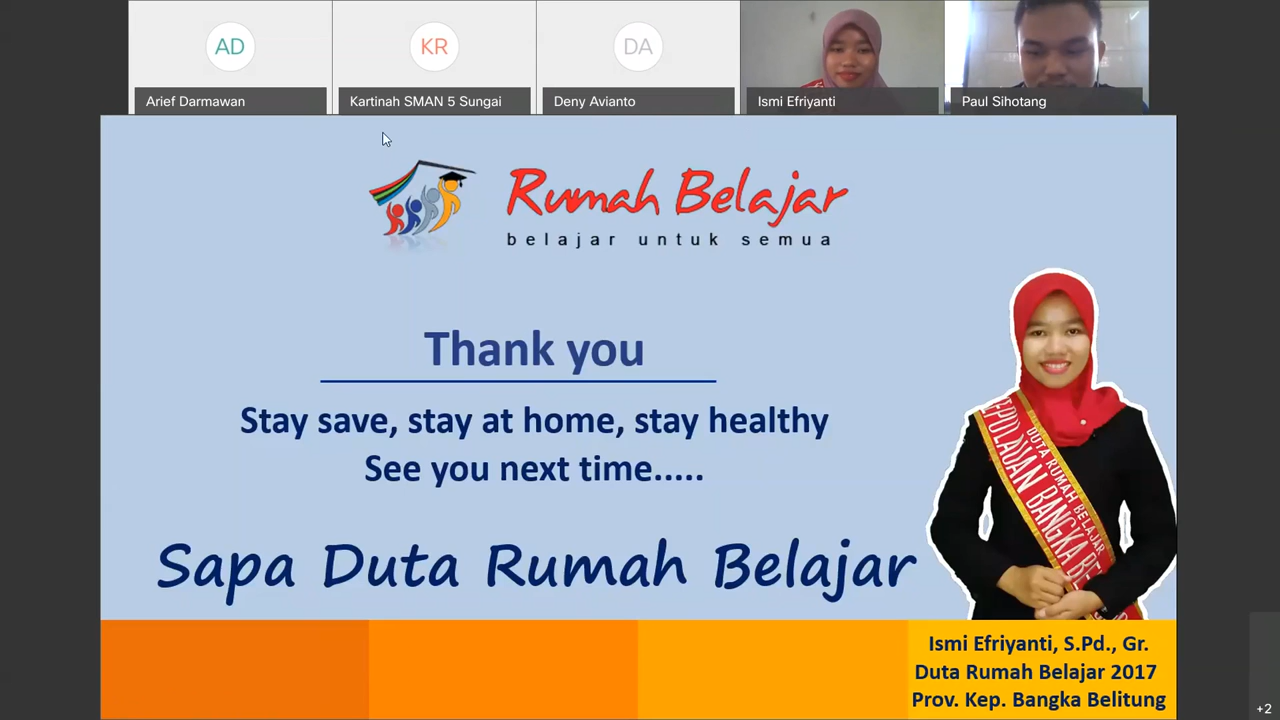 AD
KR
DA
Arief Darmawan
Kartinah SMAN 5 Sungai
Deny Avianto
Ismi Efriyanti
Paul Sihotang
Rumah Belajar
belajar untuk semua
Thank you
Stay save, stay at home, stay healthy
See you next time.....
Sapa Duta Rumah Belajar
DUTA RUMAH BELAJAR
KEPULAUAN BANGKA BE
Ismi Efriyanti, S.Pd., Gr.
Duta Rumah Belajar 2017
Prov. Kep. Bangka Belitung
+2